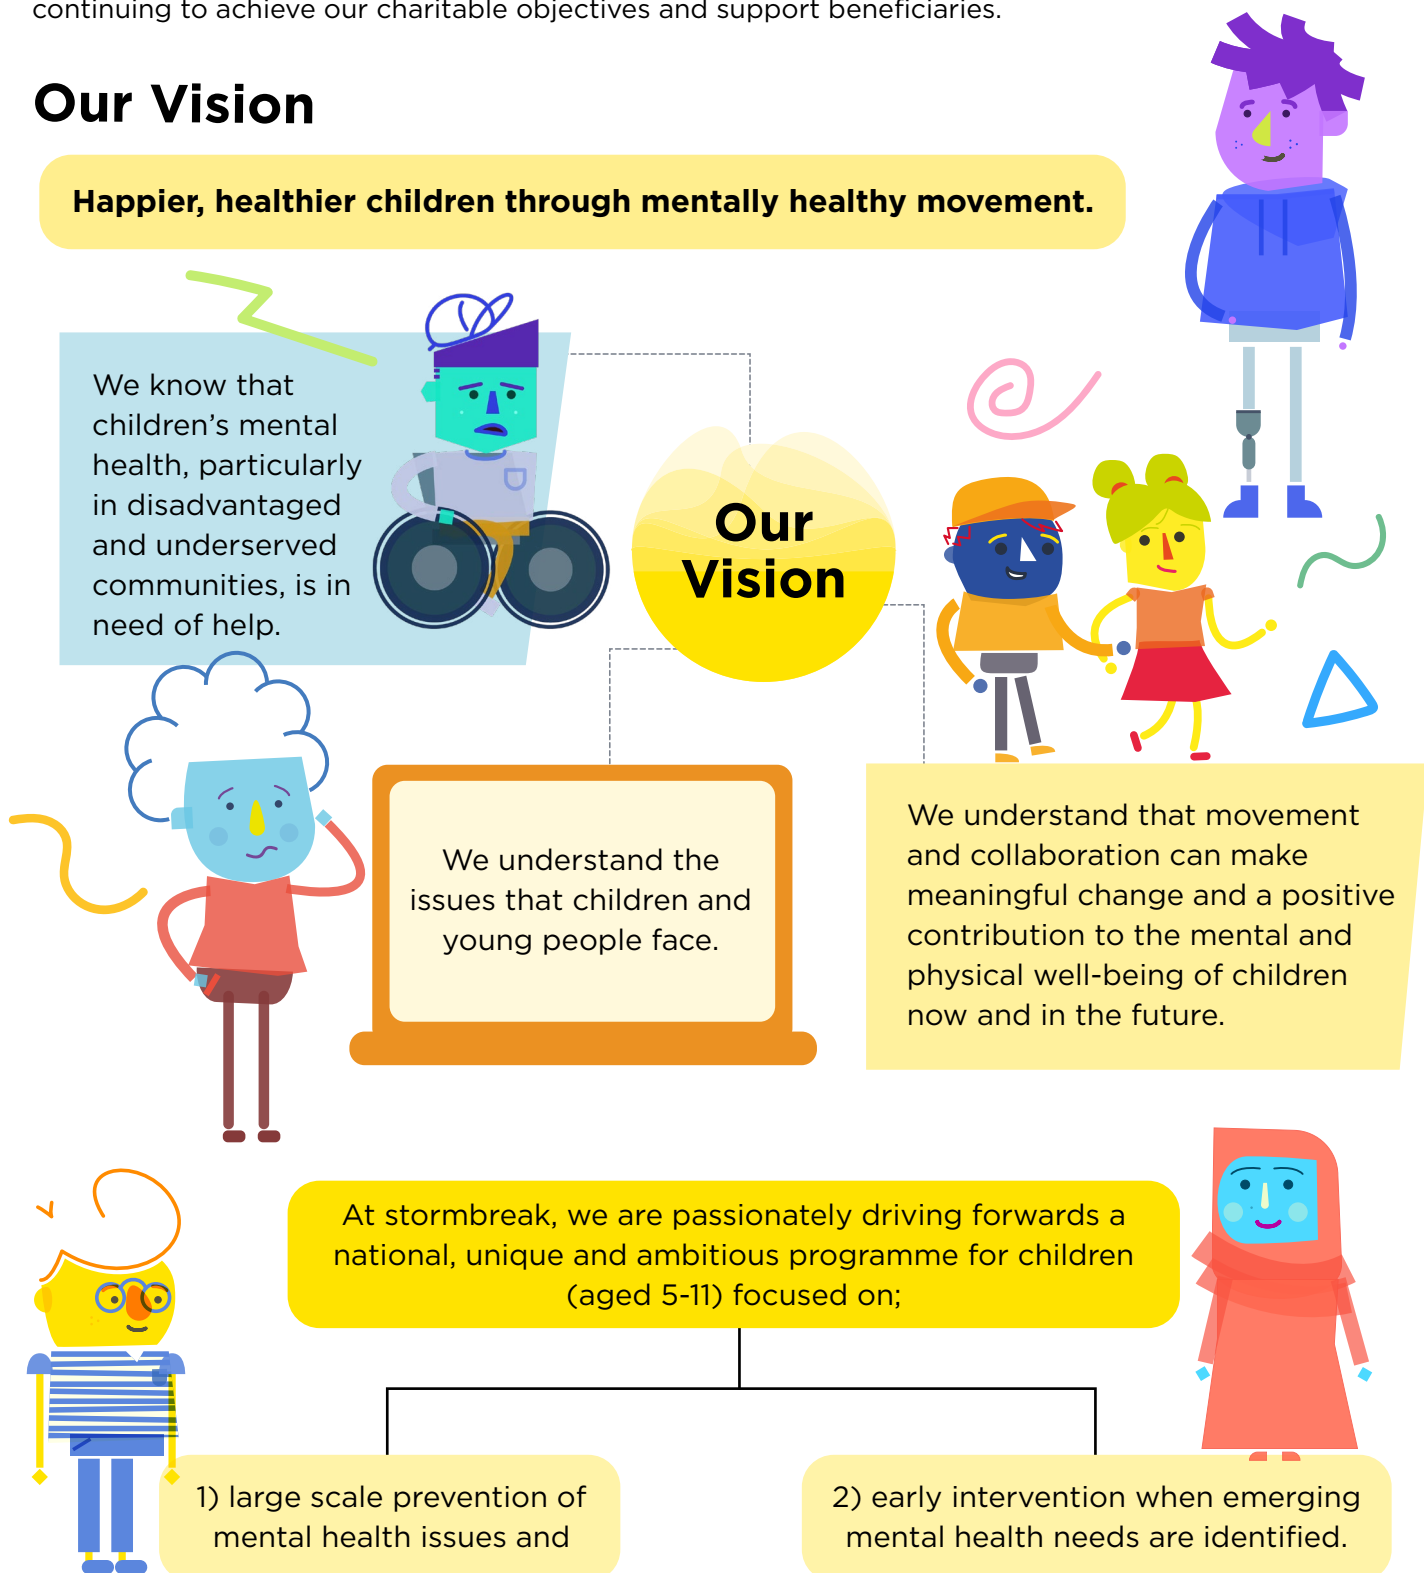 continuing to achieve our charitable objectives and support beneficiaries.
Our Vision
Happier, healthier children through mentally healthy movement.
We know that
children’s mental
health, particularly
in disadvantaged
and underserved
communities, is in
need of help.
Our
Vision
We understand the
issues that children and
young people face.
We understand that movement
and collaboration can make
meaningful change and a positive
contribution to the mental and
physical well-being of children
now and in the future.
At stormbreak, we are passionately driving forwards a
national, unique and ambitious programme for children
(aged 5-11) focused on;
1) large scale prevention of
mental health issues and
2) early intervention when emerging
mental health needs are identified.